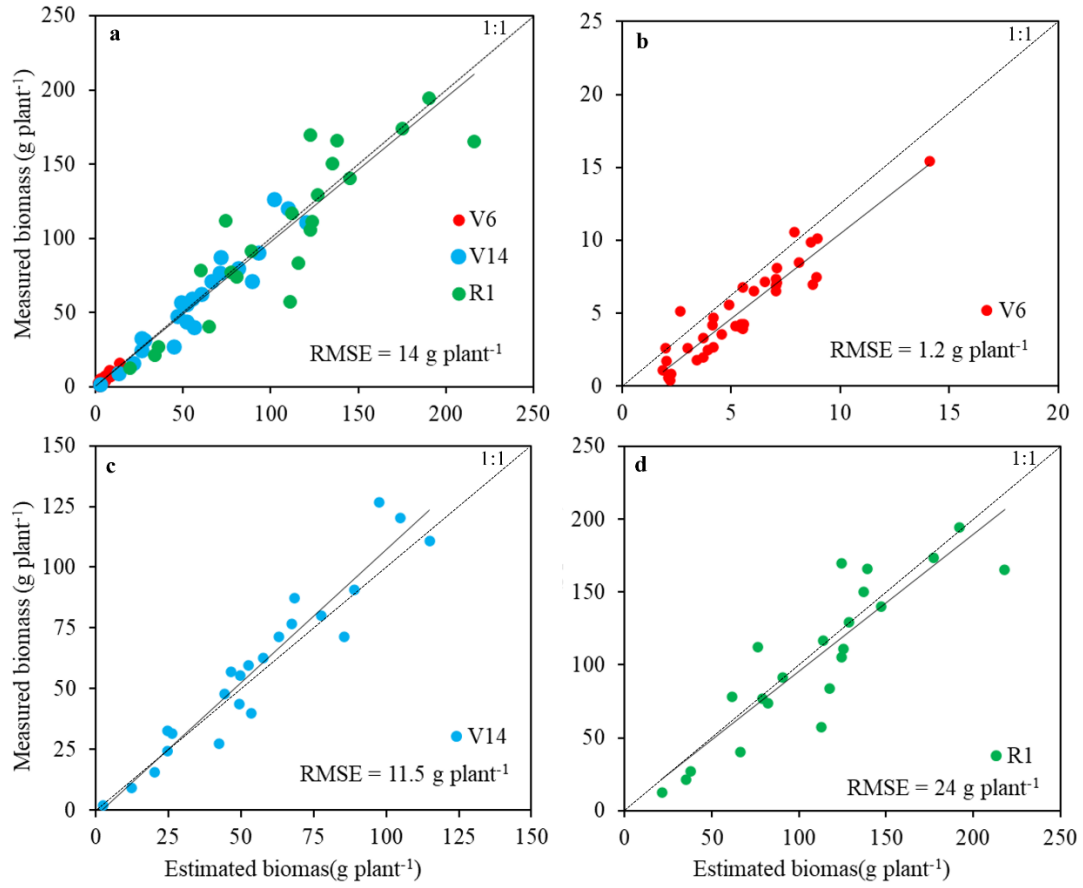 a
1:1
250
200
150
100
50
0
0 50 100 150 200 250
Measured biomass (g plant-1)
V6
V14
R1
RMSE = 14 g plant-1
b
1:1
25
20
15
10
5
0
0 5 10 15 20
V6
RMSE = 1.2 g plant-1
c
1:1
150
125
100
75
50
25
0
0 25 50 75 100 125 150
Measured biomass (g plant-1)
Estimated biomas(g plant-1)
V14
RMSE = 11.5 g plant-1
d
1:1
250
200
150
100
50
0
0 50 100 150 200 250
Estimated biomas(g plant-1)
R1
RMSE = 24 g plant-1